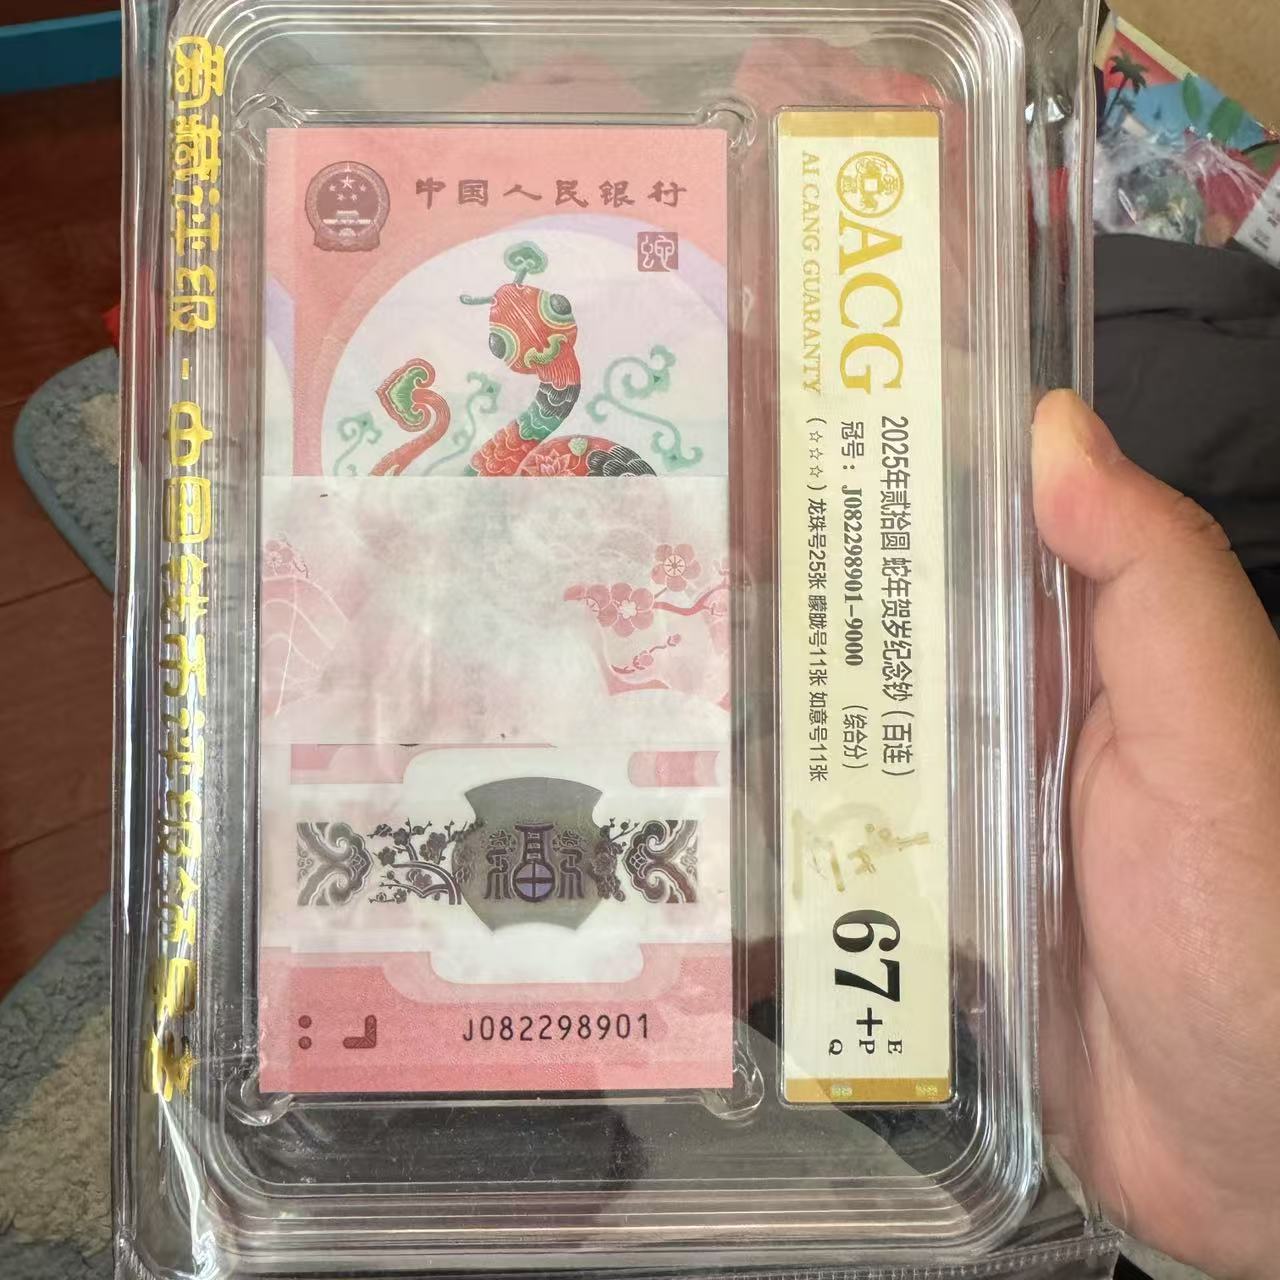 爱藏评级-中国钱币评级领导者
中国人民银行
蛇
J082298901
ACG
AI CANG GUARANTY
2025年贰拾圆 蛇年贺岁纪念钞(百连)
冠号：J082298901-9000 (综合分)
(☆☆☆) 龙珠号25张 朦胧号11张 如意号11张
67+
E
P
Q